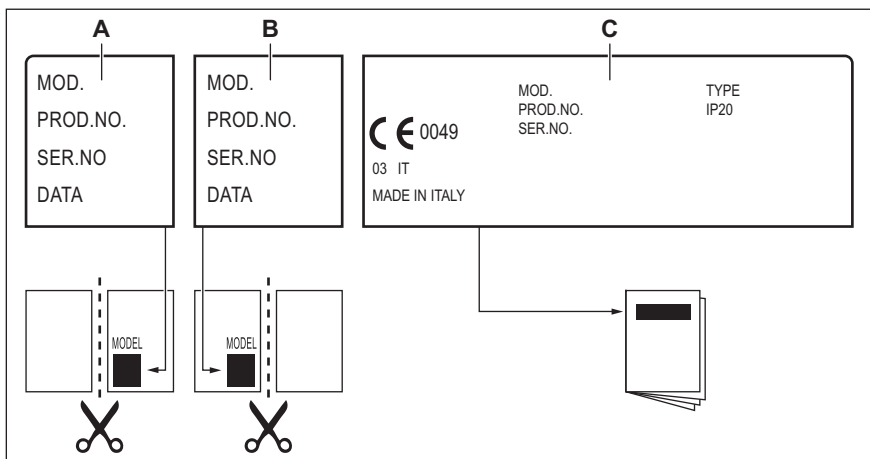 A
B
C
MOD.
PROD.NO.
SER.NO
DATA
MOD.
PROD.NO.
SER.NO
DATA
MOD.
PROD.NO.
SER.NO.
TYPE
IP20
CE 0049
03 IT
MADE IN ITALY
MODEL
MODEL